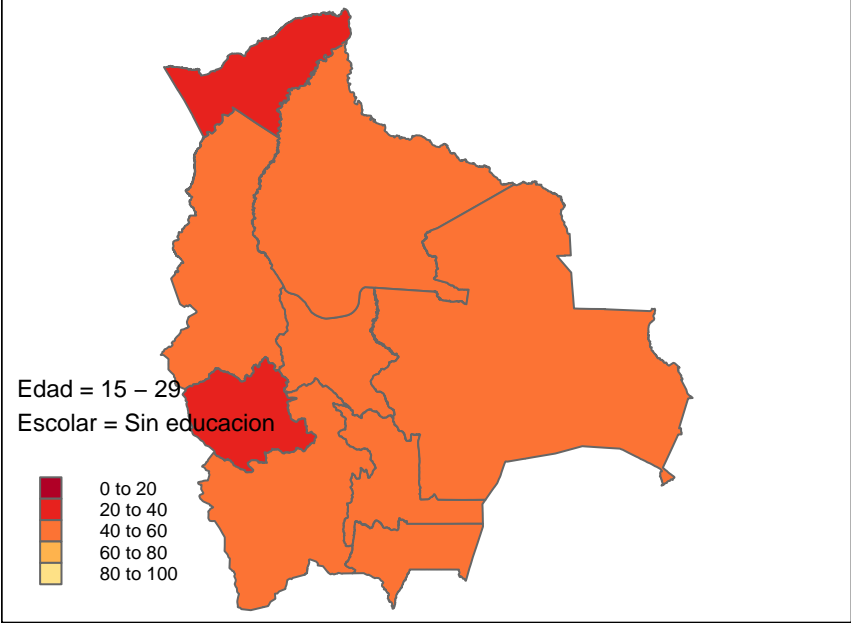 Edad = 15 − 29
Escolar = Sin educacion
0 to 20
20 to 40
40 to 60
60 to 80
80 to 100